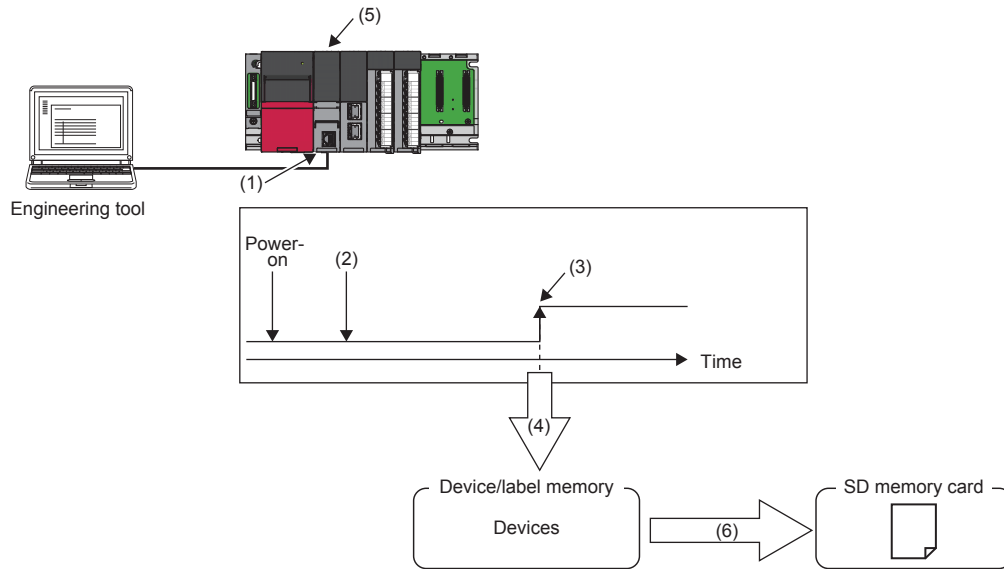 (5)
(1)
Engineering tool
Power-
on
(2)
(3)
Time
(4)
Device/label memory
Devices
(6)
SD memory card